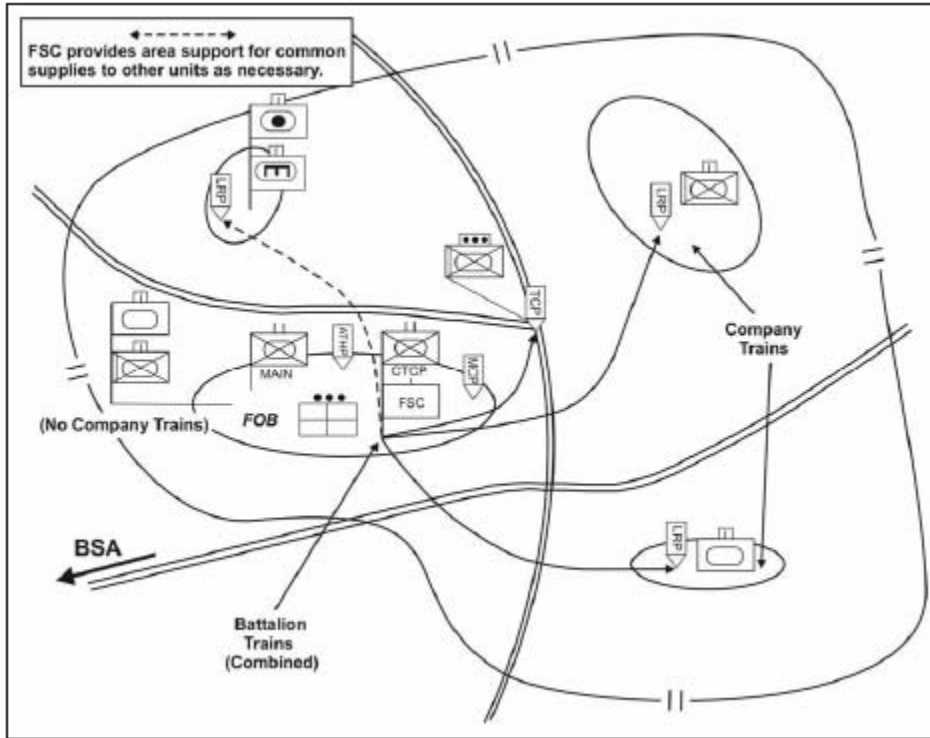 FSC provides area support for common
supplies to other units as necessary.
LRP
LRP
TCP
Company
Trains
ATHP
MAIN
CTCP
MCP
FSC
FOB
(No Company Trains)
LRP
BSA
Battalion
Trains
(Combined)